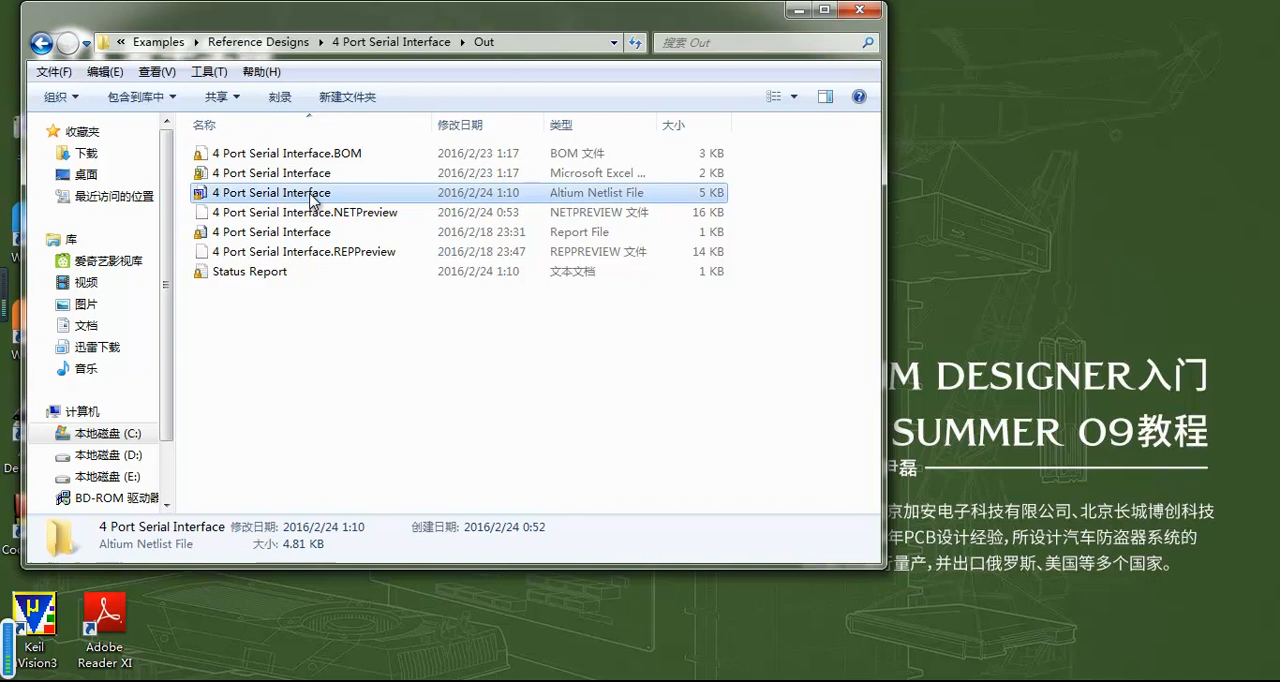 « Examples Reference Designs 4 Port Serial Interface Out
搜索 Out
文件(F) 编辑(E) 查看(V) 工具(T) 帮助(H)
组织 包含到库中 共享 刻录 新建文件夹
名称 修改日期 类型 大小
收藏夹
下载
桌面
最近访问的位置
库
爱奇艺影视库
视频
图片
文档
迅雷下载
音乐
计算机
本地磁盘 (C:)
本地磁盘 (D:)
本地磁盘 (E:)
BD-ROM 驱动器
4 Port Serial Interface.BOM 2016/2/23 1:17 BOM 文件 3 KB
4 Port Serial Interface 2016/2/23 1:17 Microsoft Excel ... 2 KB
4 Port Serial Interface 2016/2/24 1:10 Altium Netlist File 5 KB
4 Port Serial Interface.NETPreview 2016/2/24 0:53 NETPREVIEW 文件 16 KB
4 Port Serial Interface 2016/2/18 23:31 Report File 1 KB
4 Port Serial Interface.REPPreview 2016/2/18 23:47 REPPREVIEW 文件 14 KB
Status Report 2016/2/24 1:10 文本文档 1 KB
4 Port Serial Interface 修改日期: 2016/2/24 1:10 创建日期: 2016/2/24 0:52
Altium Netlist File 大小: 4.81 KB
M DESIGNER入门
SUMMER 09教程
磊
京加安电子科技有限公司、北京长城博创科技
年PCB设计经验,所设计汽车防盗器系统的
量产,并出口俄罗斯、美国等多个国家。
Keil
Vision3
Adobe
Reader XI